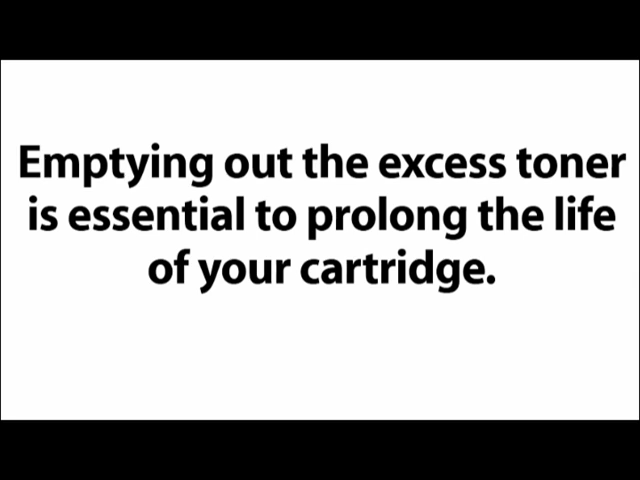 Emptying out the excess toner
is essential to prolong the life
of your cartridge.